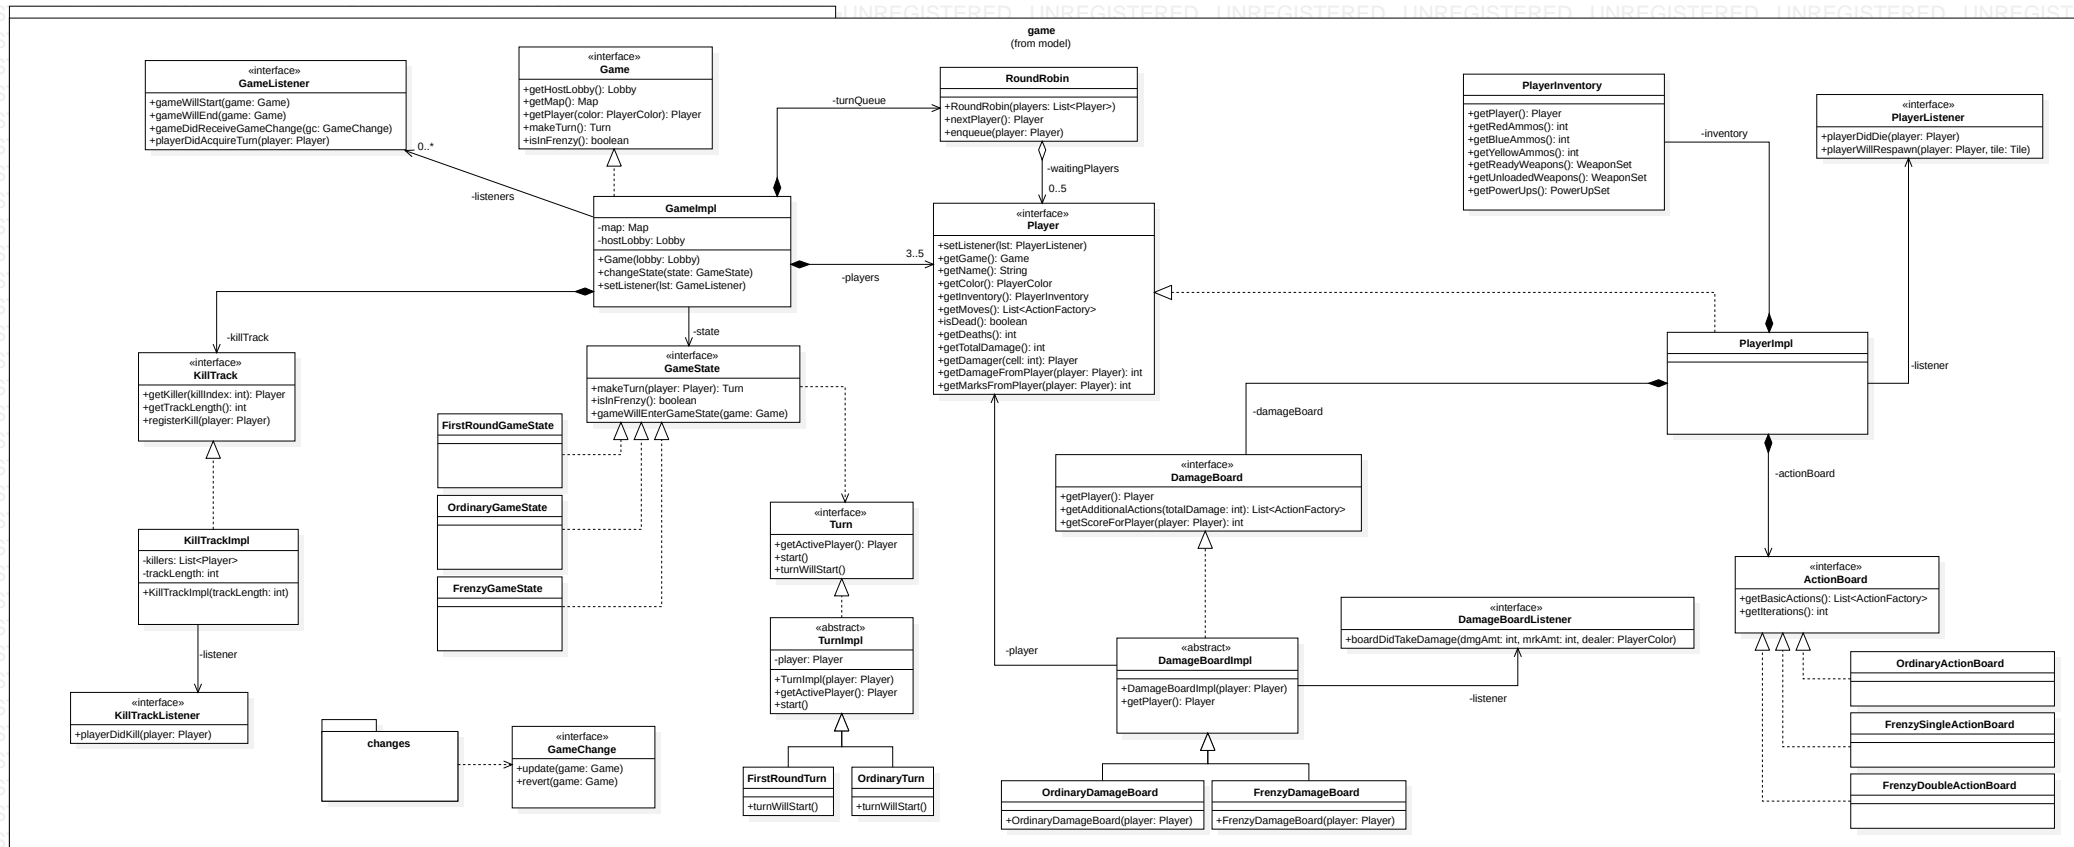 UNREGISTERED UNREGISTERED UNREGISTERED UNREGISTERED UNREGISTERED UNREGISTERED UNREGIST
game
(from model)
«interface»
GameListener
+gameWillStart(game: Game)
+gameWillEnd(game: Game)
+gameDidReceiveGameChange(gc: GameChange)
+playerDidAcquireTurn(player: Player)
0..*
-listeners
«interface»
Game
+getHostLobby(): Lobby
+getMap(): Map
+getPlayer(color: PlayerColor): Player
+makeTurn(): Turn
+isInFrenzy(): boolean
-turnQueue
RoundRobin
+RoundRobin(players: List<Player>)
+nextPlayer(): Player
+enqueue(player: Player)
-waitingPlayers
0..5
PlayerInventory
+getPlayer(): Player
+getRedAmmos(): int
+getBlueAmmos(): int
+getYellowAmmos(): int
+getReadyWeapons(): WeaponSet
+getUnloadedWeapons(): WeaponSet
+getPowerUps(): PowerUpSet
-inventory
«interface»
PlayerListener
+playerDidDie(player: Player)
+playerWillRespawn(player: Player, tile: Tile)
GameImpl
-map: Map
-hostLobby: Lobby
+Game(lobby: Lobby)
+changeState(state: GameState)
+setListener(lst: GameListener)
3..5
-players
«interface»
Player
+setListener(lst: PlayerListener)
+getGame(): Game
+getName(): String
+getColor(): PlayerColor
+getInventory(): PlayerInventory
+getMoves(): List<ActionFactory>
+isDead(): boolean
+getDeaths(): int
+getTotalDamage(): int
+getDamager(cell: int): Player
+getDamageFromPlayer(player: Player): int
+getMarksFromPlayer(player: Player): int
PlayerImpl
-listener
-killTrack
-state
«interface»
KillTrack
+getKiller(killIndex: int): Player
+getTrackLength(): int
+registerKill(player: Player)
«interface»
GameState
+makeTurn(player: Player): Turn
+isInFrenzy(): boolean
+gameWillEnterGameState(game: Game)
FirstRoundGameState
OrdinaryGameState
FrenzyGameState
-damageBoard
«interface»
DamageBoard
+getPlayer(): Player
+getAdditionalActions(totalDamage: int): List<ActionFactory>
+getScoreForPlayer(player: Player): int
-actionBoard
«interface»
Turn
+getActivePlayer(): Player
+start()
+turnWillStart()
KillTrackImpl
-killers: List<Player>
-trackLength: int
+KillTrackImpl(trackLength: int)
-listener
«interface»
KillTrackListener
+playerDidKill(player: Player)
«interface»
ActionBoard
+getBasicActions(): List<ActionFactory>
+getIterations(): int
«interface»
DamageBoardListener
+boardDidTakeDamage(dmgAmt: int, mrkAmt: int, dealer: PlayerColor)
«abstract»
TurnImpl
-player: Player
+TurnImpl(player: Player)
+getActivePlayer(): Player
+start()
-player
«abstract»
DamageBoardImpl
+DamageBoardImpl(player: Player)
+getPlayer(): Player
-listener
OrdinaryActionBoard
FrenzySingleActionBoard
FrenzyDoubleActionBoard
changes
«interface»
GameChange
+update(game: Game)
+revert(game: Game)
FirstRoundTurn
+turnWillStart()
OrdinaryTurn
+turnWillStart()
OrdinaryDamageBoard
+OrdinaryDamageBoard(player: Player)
FrenzyDamageBoard
+FrenzyDamageBoard(player: Player)